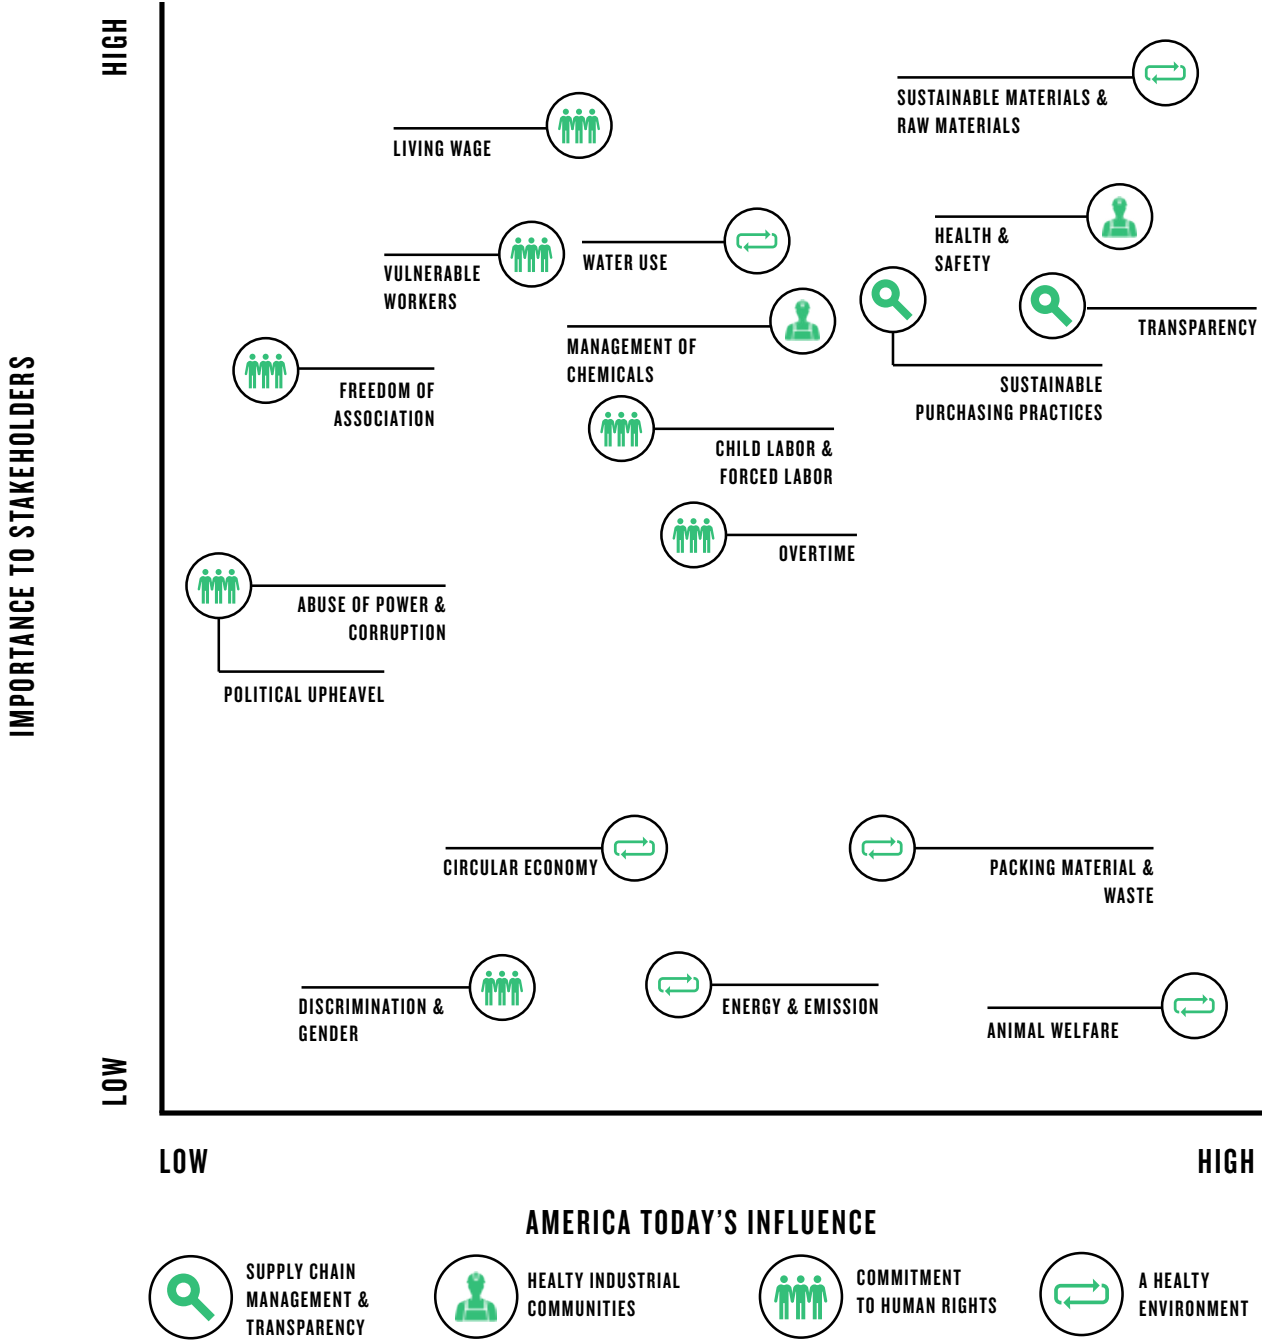 HIGH
SUSTAINABLE MATERIALS &
RAW MATERIALS
LIVING WAGE
HEALTH &
SAFETY
WATER USE
VULNERABLE
WORKERS
TRANSPARENCY
MANAGEMENT OF
CHEMICALS
SUSTAINABLE
PURCHASING PRACTICES
FREEDOM OF
ASSOCIATION
CHILD LABOR &
FORCED LABOR
OVERTIME
IMPORTANCE TO STAKEHOLDERS
ABUSE OF POWER &
CORRUPTION
POLITICAL UPHEAVEL
CIRCULAR ECONOMY
PACKING MATERIAL &
WASTE
DISCRIMINATION &
GENDER
ENERGY & EMISSION
ANIMAL WELFARE
LOW
LOW
HIGH
AMERICA TODAY'S INFLUENCE
SUPPLY CHAIN
MANAGEMENT &
TRANSPARENCY
HEALTY INDUSTRIAL
COMMUNITIES
COMMITMENT
TO HUMAN RIGHTS
A HEALTY
ENVIRONMENT